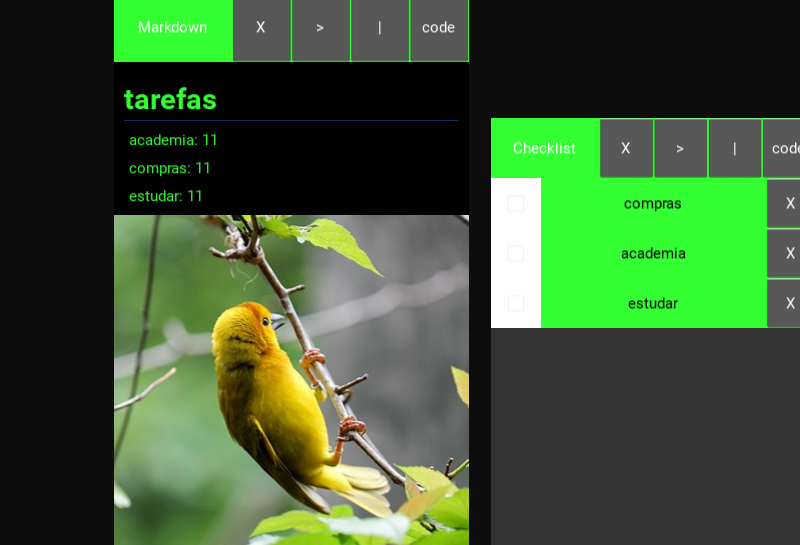 Markdown X > | code
tarefas
academia: 11
compras: 11
estudar: 11
Checklist X > | code
compras X
academia X
estudar X